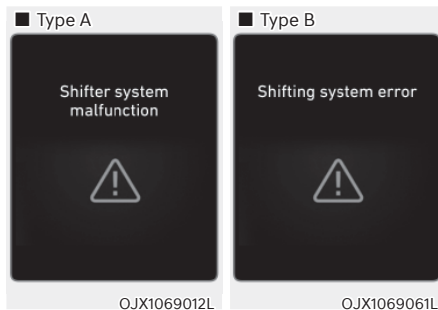 ■ Type A
Shifter system
malfunction
OJX1069012L
■ Type B
Shifting system error
OJX1069061L